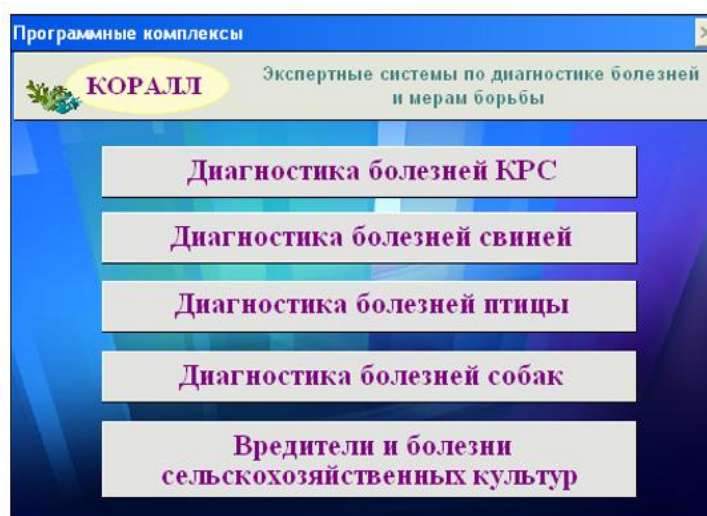 Программные комплексы
КОРАЛЛ
Экспертные системы по диагностике болезней
и мерам борьбы
Диагностика болезней КРС
Диагностика болезней свиней
Диагностика болезней птицы
Диагностика болезней собак
Вредители и болезни
сельскохозяйственных культур